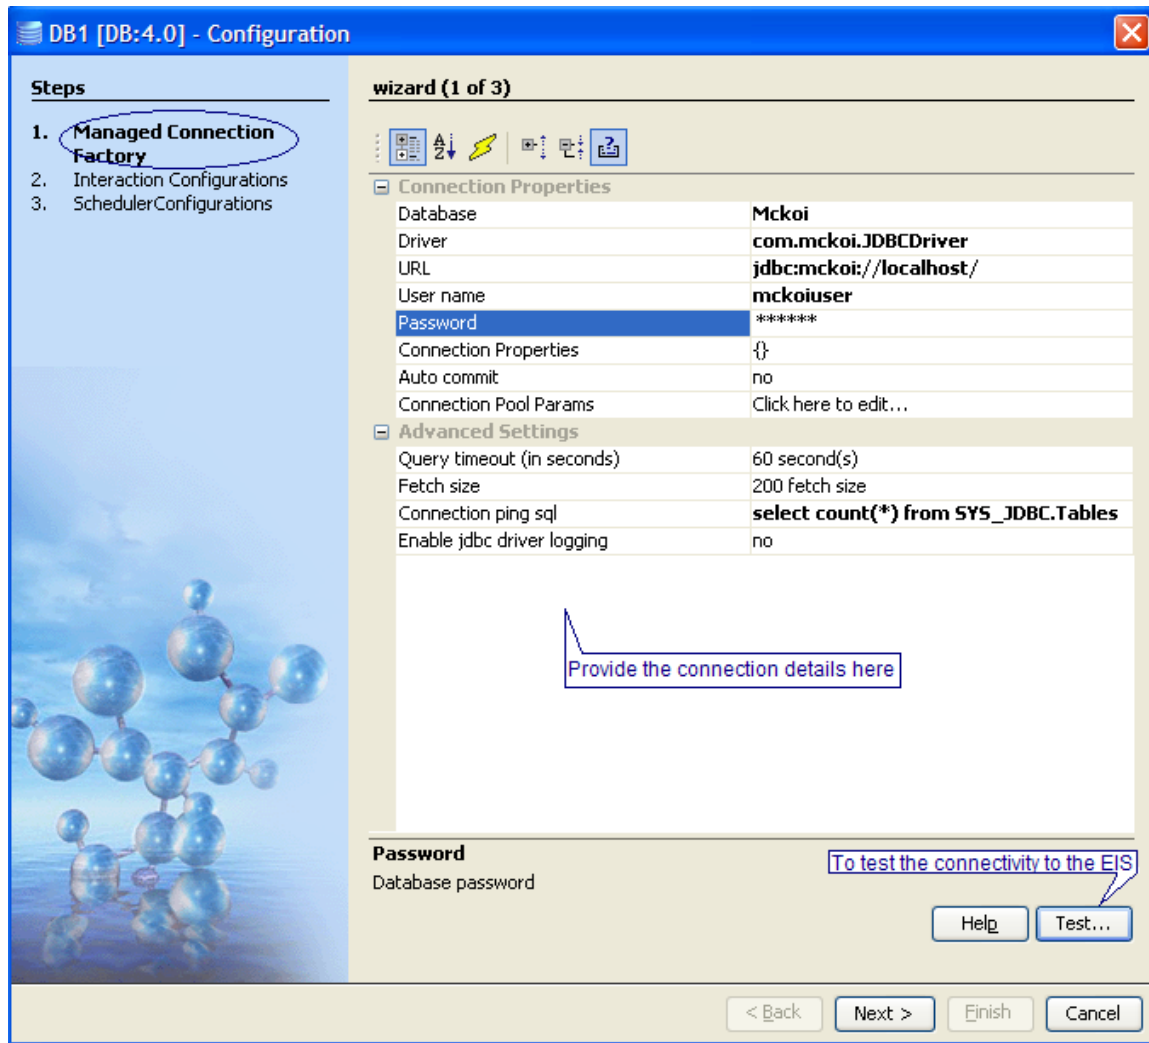 DB1 [DB:4.0] - Configuration
Steps
1. Managed Connection
Factory
2. Interaction Configurations
3. SchedulerConfigurations
wizard (1 of 3)
Connection Properties
Database Mckoi
Driver com.mckoi.JDBCDriver
URL jdbc:mckoi://localhost/
User name mckoiuser
Password ******
Connection Properties {}
Auto commit no
Connection Pool Params Click here to edit...
Advanced Settings
Query timeout (in seconds) 60 second(s)
Fetch size 200 fetch size
Connection ping sql select count(*) from SYS_JDBC.Tables
Enable jdbc driver logging no
Provide the connection details here
Password
Database password
To test the connectivity to the EIS
Help Test...
< Back Next > Finish Cancel